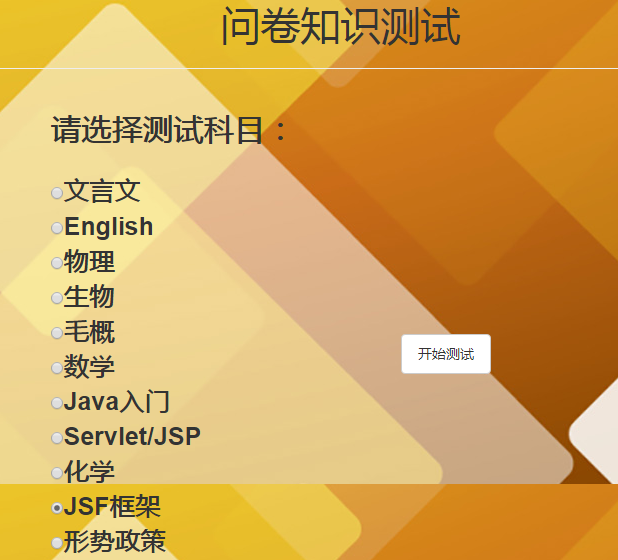 问卷知识测试
请选择测试科目：
文言文
English
物理
生物
毛概
开始测试
数学
Java入门
Servlet/JSP
化学
JSF框架
形势政策